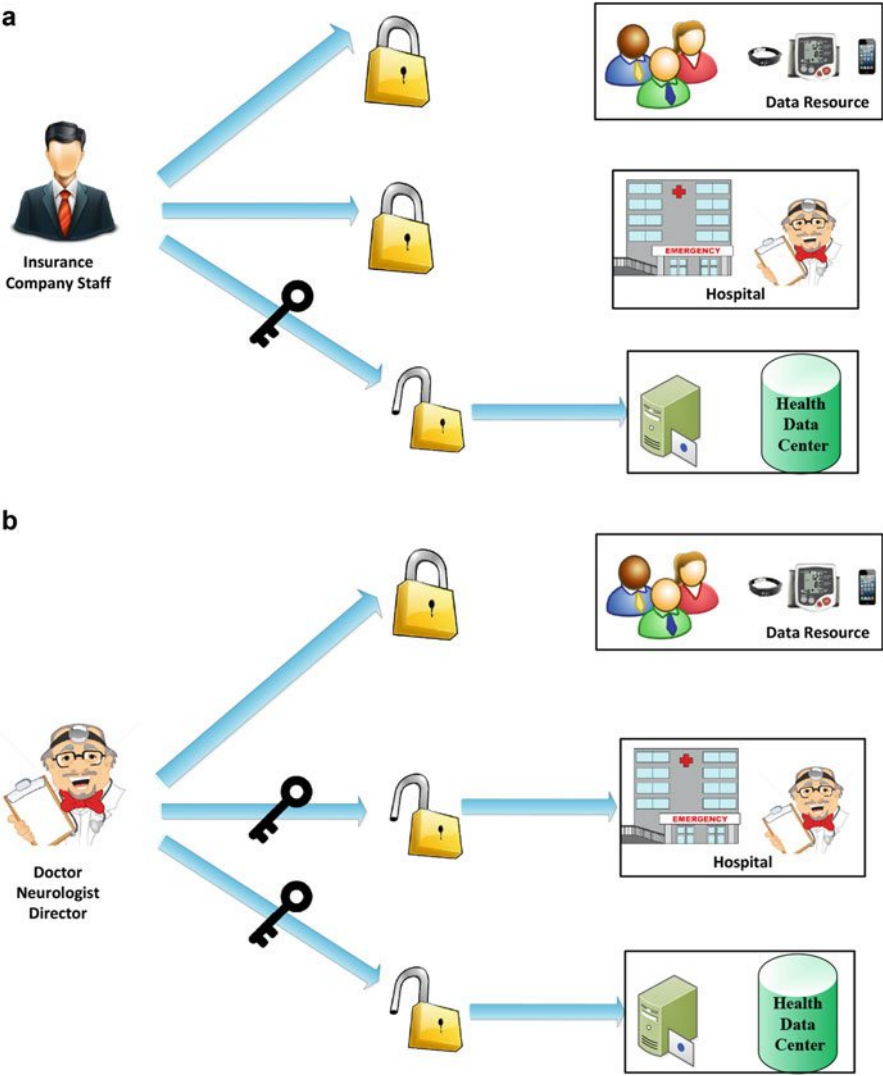 a
Data Resource
Insurance
Company Staff
EMERGENCY
Hospital
Health
Data
Center
b
Data Resource
Doctor
Neurologist
Director
EMERGENCY
Hospital
Health
Data
Center